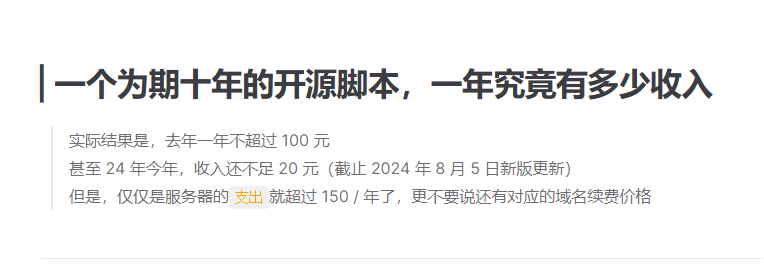 一个为期十年的开源脚本，一年究竟有多少收入
实际结果是，去年一年不超过 100 元
甚至 24 年今年，收入还不足 20 元（截止 2024 年 8 月 5 日新版更新）
但是，仅仅是服务器的支出就超过 150 / 年了，更不要说还有对应的域名续费价格